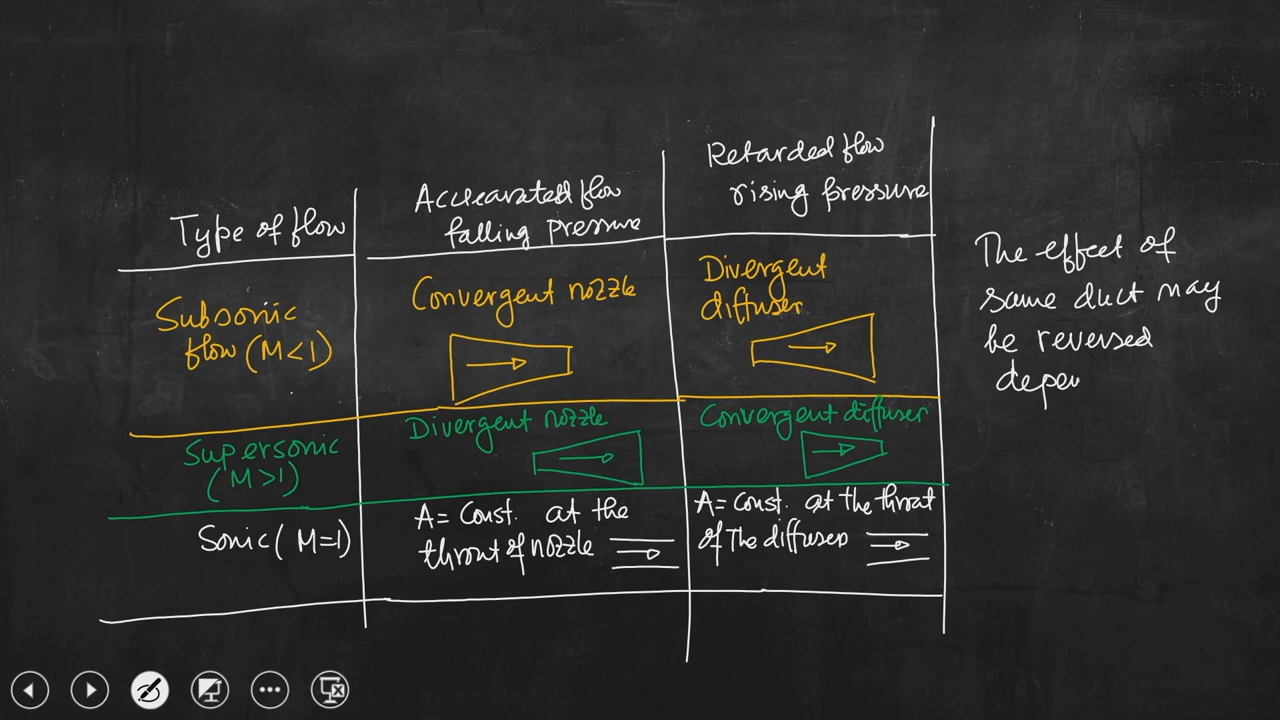 Type of flow
Acclearated flow
falling pressure
Retarded flow
rising pressure
Subsonic
flow (M<1)
Convergent nozzle
Divergent
diffuser
Supersonic
(M>1)
Divergent nozzle
Convergent diffuser
Sonic (M=1)
A = Const. at the
throat of nozzle
A = Const. at the throat
of The diffuser
The effect of
same duct may
be reversed
depen